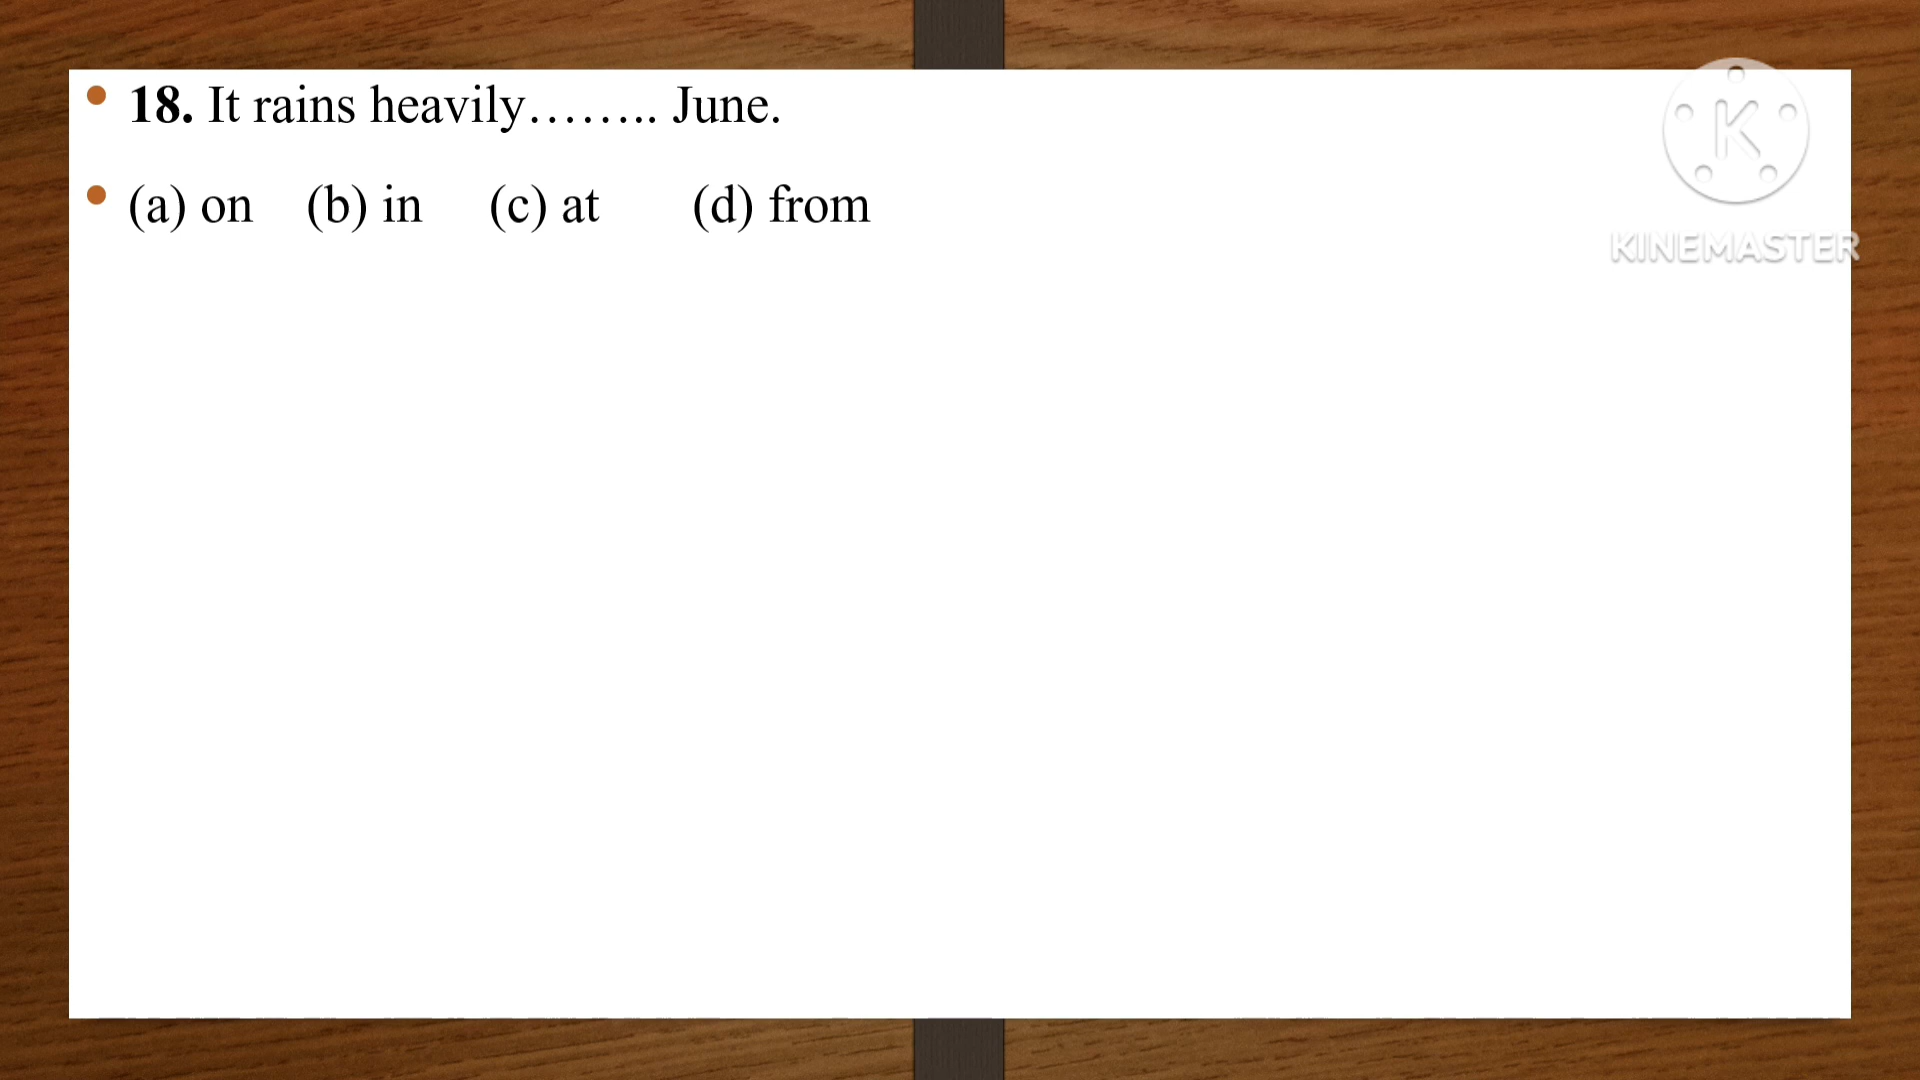 • 18. It rains heavily…….. June.
• (a) on (b) in (c) at (d) from
K
KINEMASTER